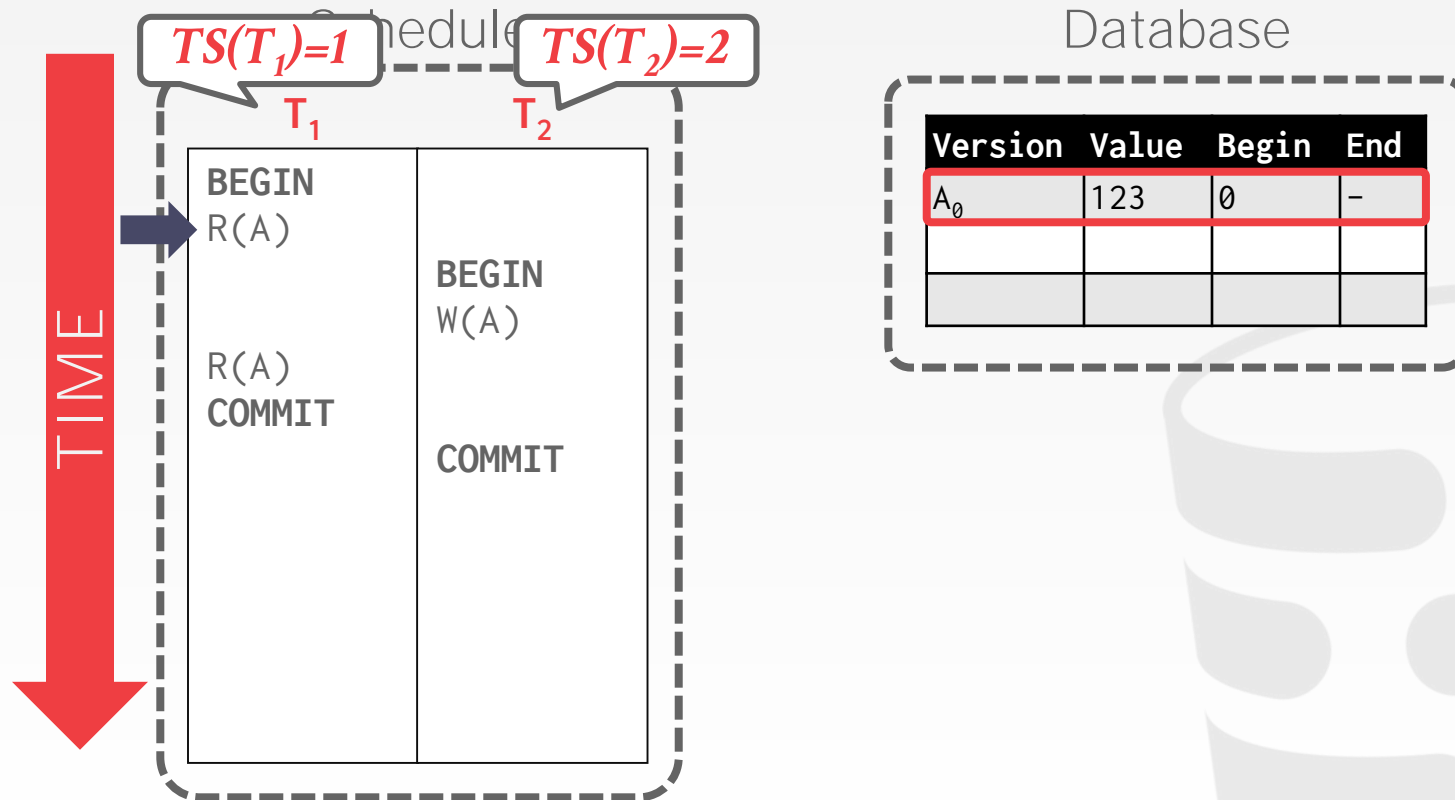 Schedule
TS(T₁)=1
TS(T₂)=2
T₁ T₂
BEGIN
R(A)
BEGIN
W(A)
R(A)
COMMIT
COMMIT
TIME
Database
Version Value Begin End
A₀ 123 0 -